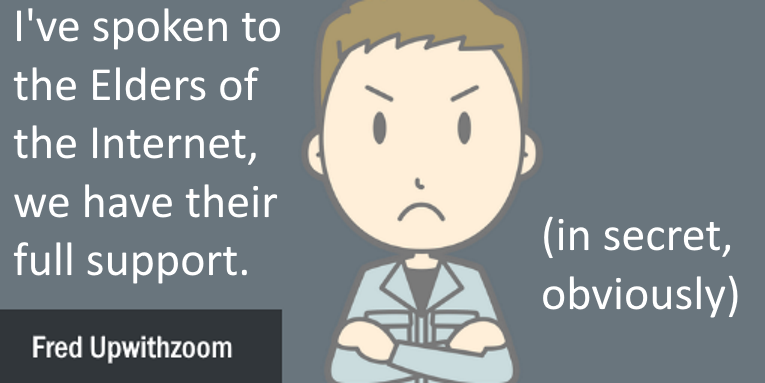 I've spoken to
the Elders of
the Internet,
we have their
full support.
(in secret,
obviously)
Fred Upwithzoom